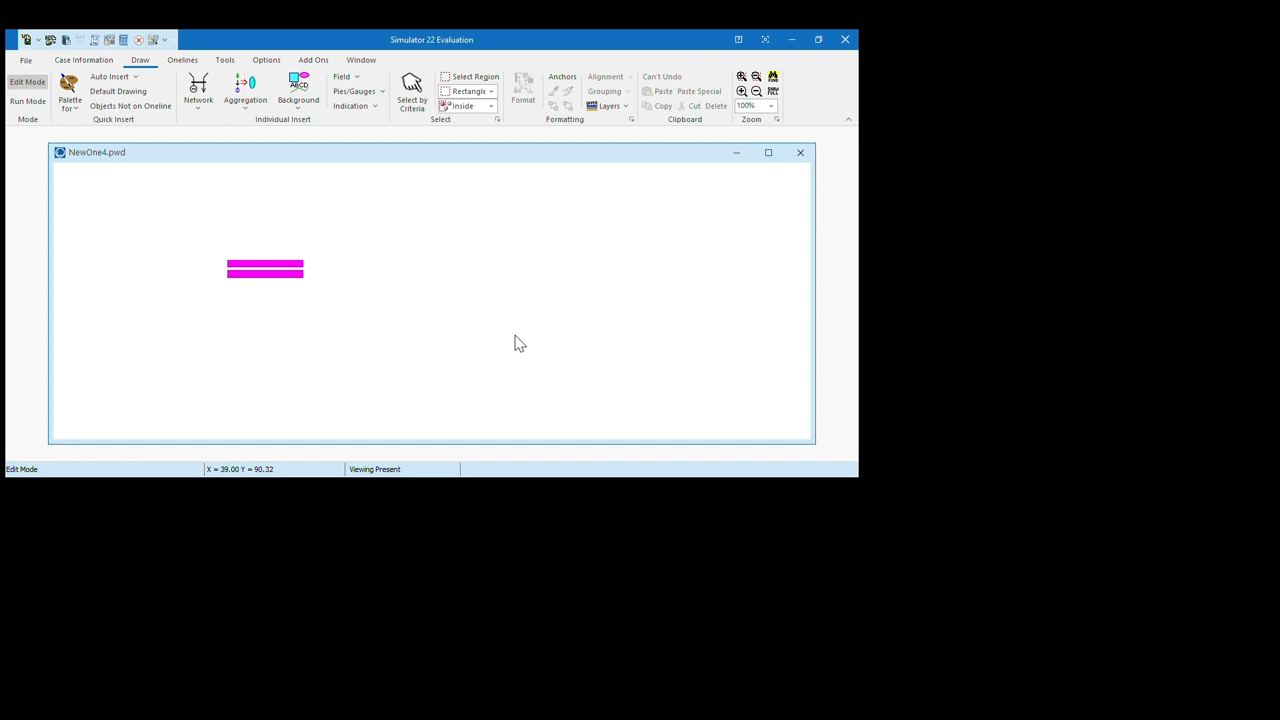 Simulator 22 Evaluation
File Case Information Draw Onelines Tools Options Add Ons Window
Edit Mode
Run Mode
Mode
Palette for
Auto Insert
Default Drawing
Objects Not on Oneline
Quick Insert
Network
Aggregation
ABCD
Background
Individual Insert
Field
Pies/Gauges
Indication
Select by Criteria
Select Region
Rectangle
Inside
Select
Format
Anchors
Alignment
Grouping
Layers
Formatting
Can't Undo
Paste Paste Special
Copy Cut Delete
Clipboard
100%
Zoom
NewOne4.pwd
Edit Mode
X = 39.00 Y = 90.32
Viewing Present